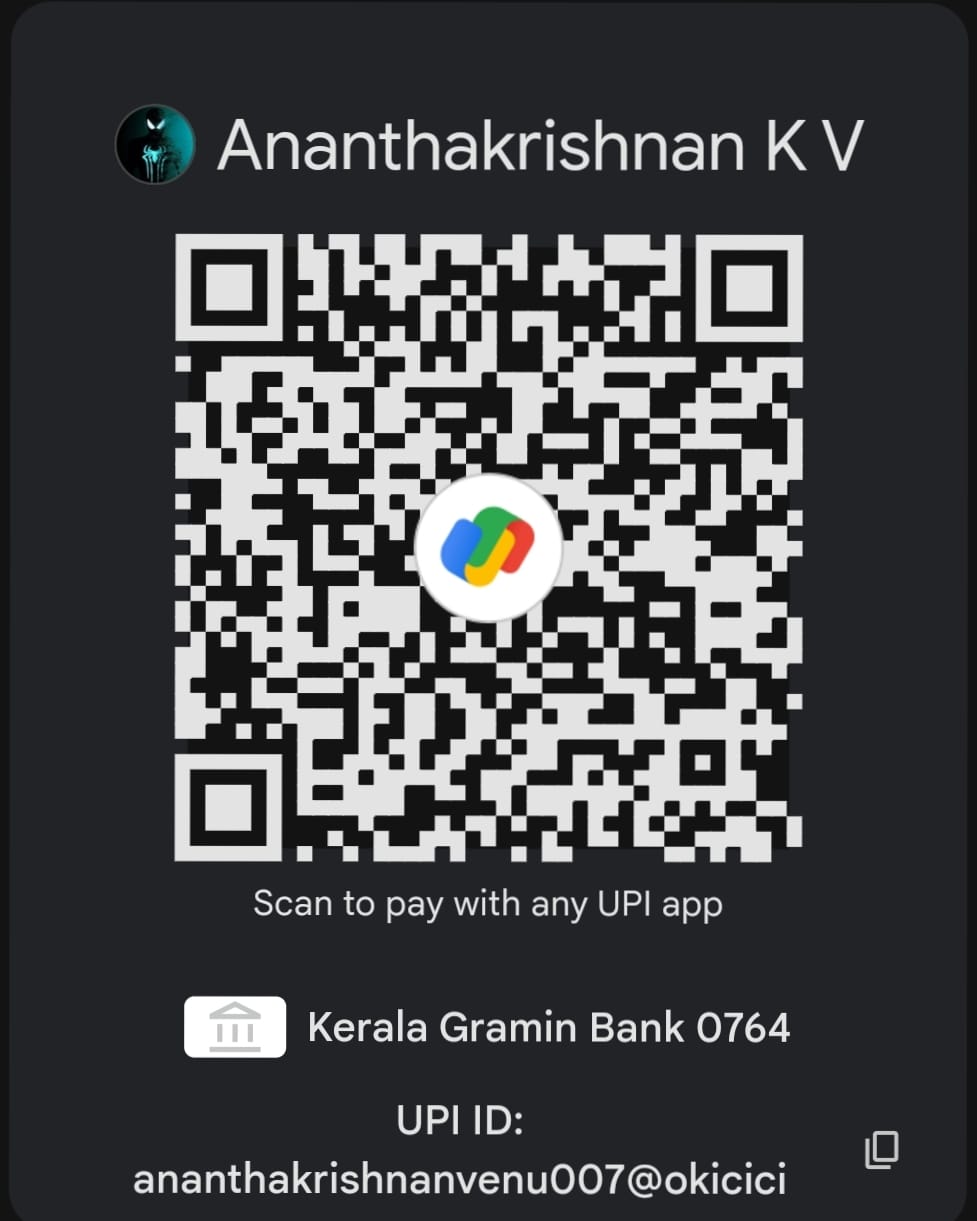 Ananthakrishnan K V
Scan to pay with any UPI app
Kerala Gramin Bank 0764
UPI ID:
ananthakrishnanvenu007@okicici